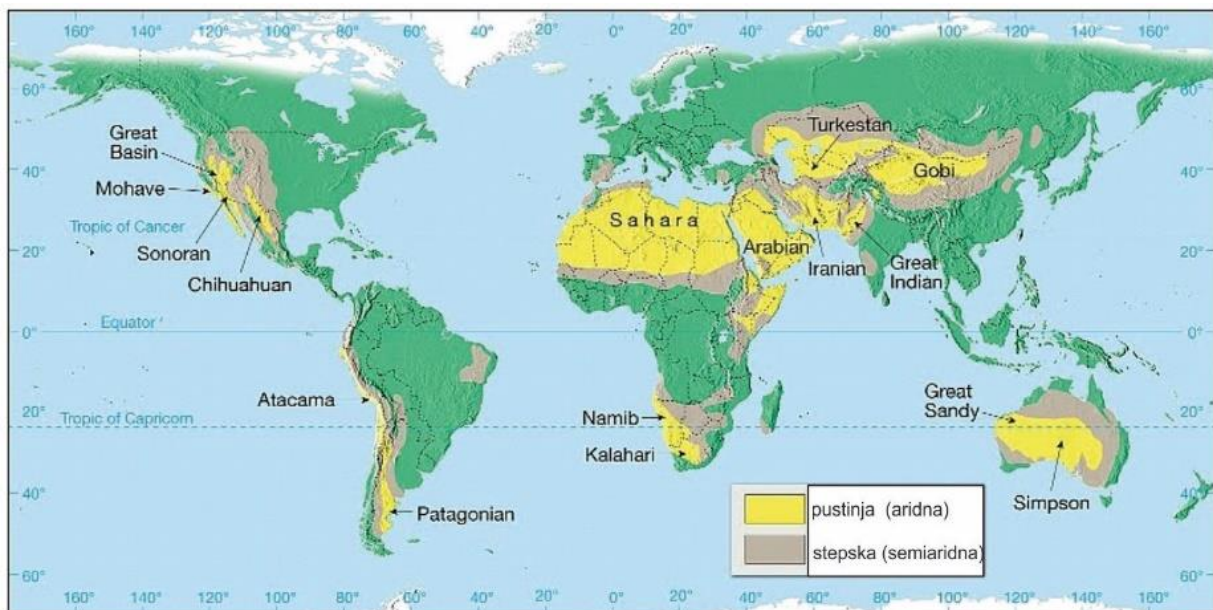 160° 140° 120° 100° 80° 60° 40° 20° 0° 20° 40° 60° 80° 100° 120° 140° 160°
60° 60°
Great
Basin
Turkestan
40° 40°
Gobi
Mohave
Sahara
Tropic of Cancer
Sonoran
Arabian
20° 20°
Iranian
Great
Indian
Chihuahuan
Equator
0° 0°
Atacama
Great
Sandy
20° 20°
Tropic of Capricorn
Namib
Kalahari
40° 40°
Patagonian
Simpson
pustinja (aridna)
stepska (semiaridna)
60° 60°
160° 140° 120° 100° 80° 60° 40° 20° 0° 20° 40° 60° 80° 100° 120° 140° 160°